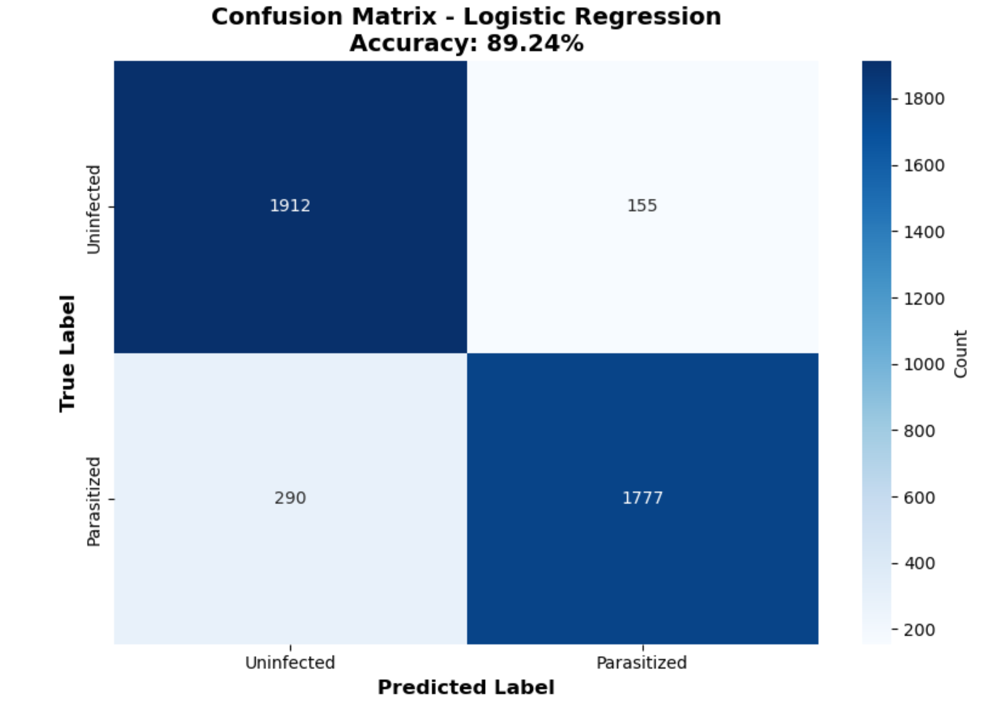 Confusion Matrix - Logistic Regression
Accuracy: 89.24%
True Label
Uninfected
Parasitized
1912
155
290
1777
Uninfected
Parasitized
Predicted Label
1800
1600
1400
1200
1000
800
600
400
200
Count